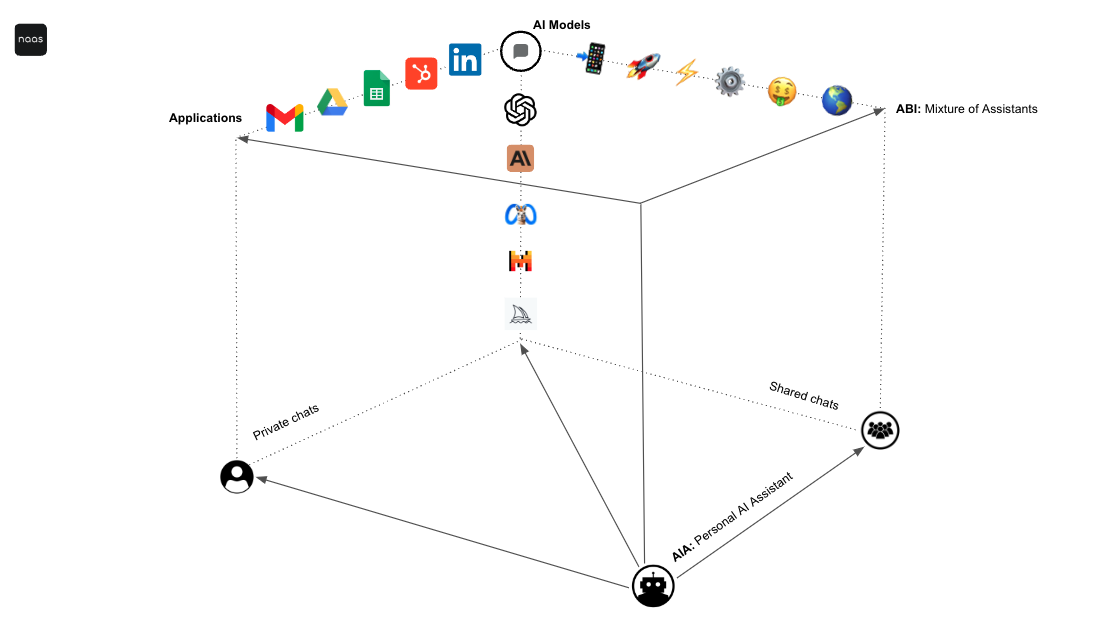 naas
AI Models
Applications
ABI: Mixture of Assistants
Private chats
Shared chats
AIA: Personal AI Assistant